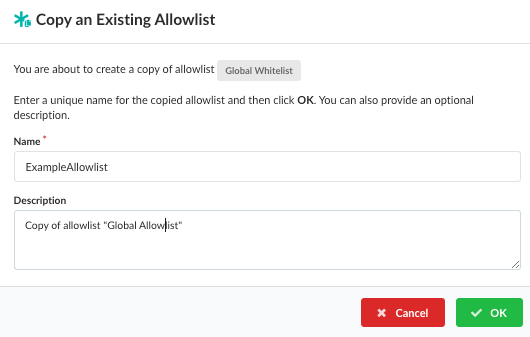 Copy an Existing Allowlist
You are about to create a copy of allowlist Global Whitelist
Enter a unique name for the copied allowlist and then click OK. You can also provide an optional
description.
Name *
ExampleAllowlist
Description
Copy of allowlist "Global Allowlist"
Cancel OK